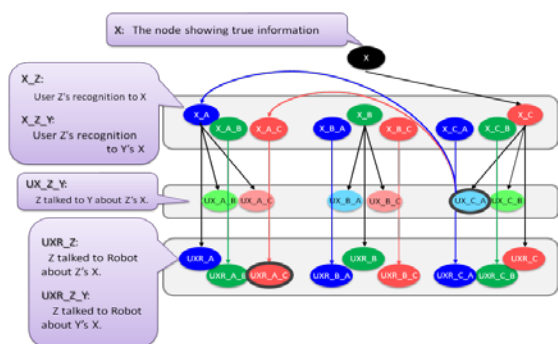 X: The node showing true information
X
X_Z:
User Z's recognition to X
X_Z_Y:
User Z's recognition
to Y's X
X_A X_B X_C
X_A_B X_A_C X_B_A X_B_C X_C_A X_C_B
UX_Z_Y:
Z talked to Y about Z's X.
UX_A_B UX_A_C UX_B_A UX_B_C UX_C_A UX_C_B
UXR_Z:
Z talked to Robot
about Z's X.
UXR_Z_Y:
Z talked to Robot
about Y's X.
UXR_A UXR_B UXR_C
UXR_A_B UXR_A_C UXR_B_A UXR_B_C UXR_C_A UXR_C_B